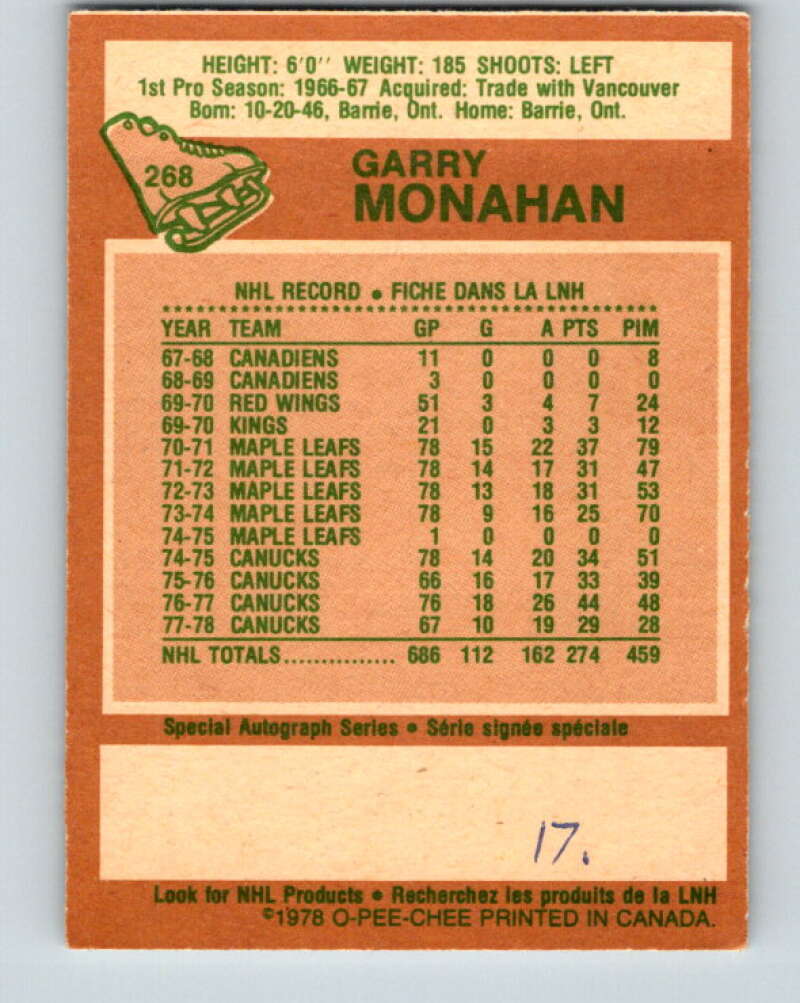 HEIGHT: 6'0'' WEIGHT: 185 SHOOTS: LEFT
1st Pro Season: 1966-67 Acquired: Trade with Vancouver
Born: 10-20-46, Barrie, Ont. Home: Barrie, Ont.
268
GARRY
MONAHAN
NHL RECORD • FICHE DANS LA LNH
YEAR TEAM GP G A PTS PIM
67-68 CANADIENS 11 0 0 0 8
68-69 CANADIENS 3 0 0 0 0
69-70 RED WINGS 51 3 4 7 24
69-70 KINGS 21 0 3 3 12
70-71 MAPLE LEAFS 78 15 22 37 79
71-72 MAPLE LEAFS 78 14 17 31 47
72-73 MAPLE LEAFS 78 13 18 31 53
73-74 MAPLE LEAFS 78 9 16 25 70
74-75 MAPLE LEAFS 1 0 0 0 0
74-75 CANUCKS 78 14 20 34 51
75-76 CANUCKS 66 16 17 33 39
76-77 CANUCKS 76 18 26 44 48
77-78 CANUCKS 67 10 19 29 28
NHL TOTALS............... 686 112 162 274 459
Special Autograph Series • Série signée spéciale
17.
Look for NHL Products • Recherchez les produits de la LNH
©1978 O-PEE-CHEE PRINTED IN CANADA.